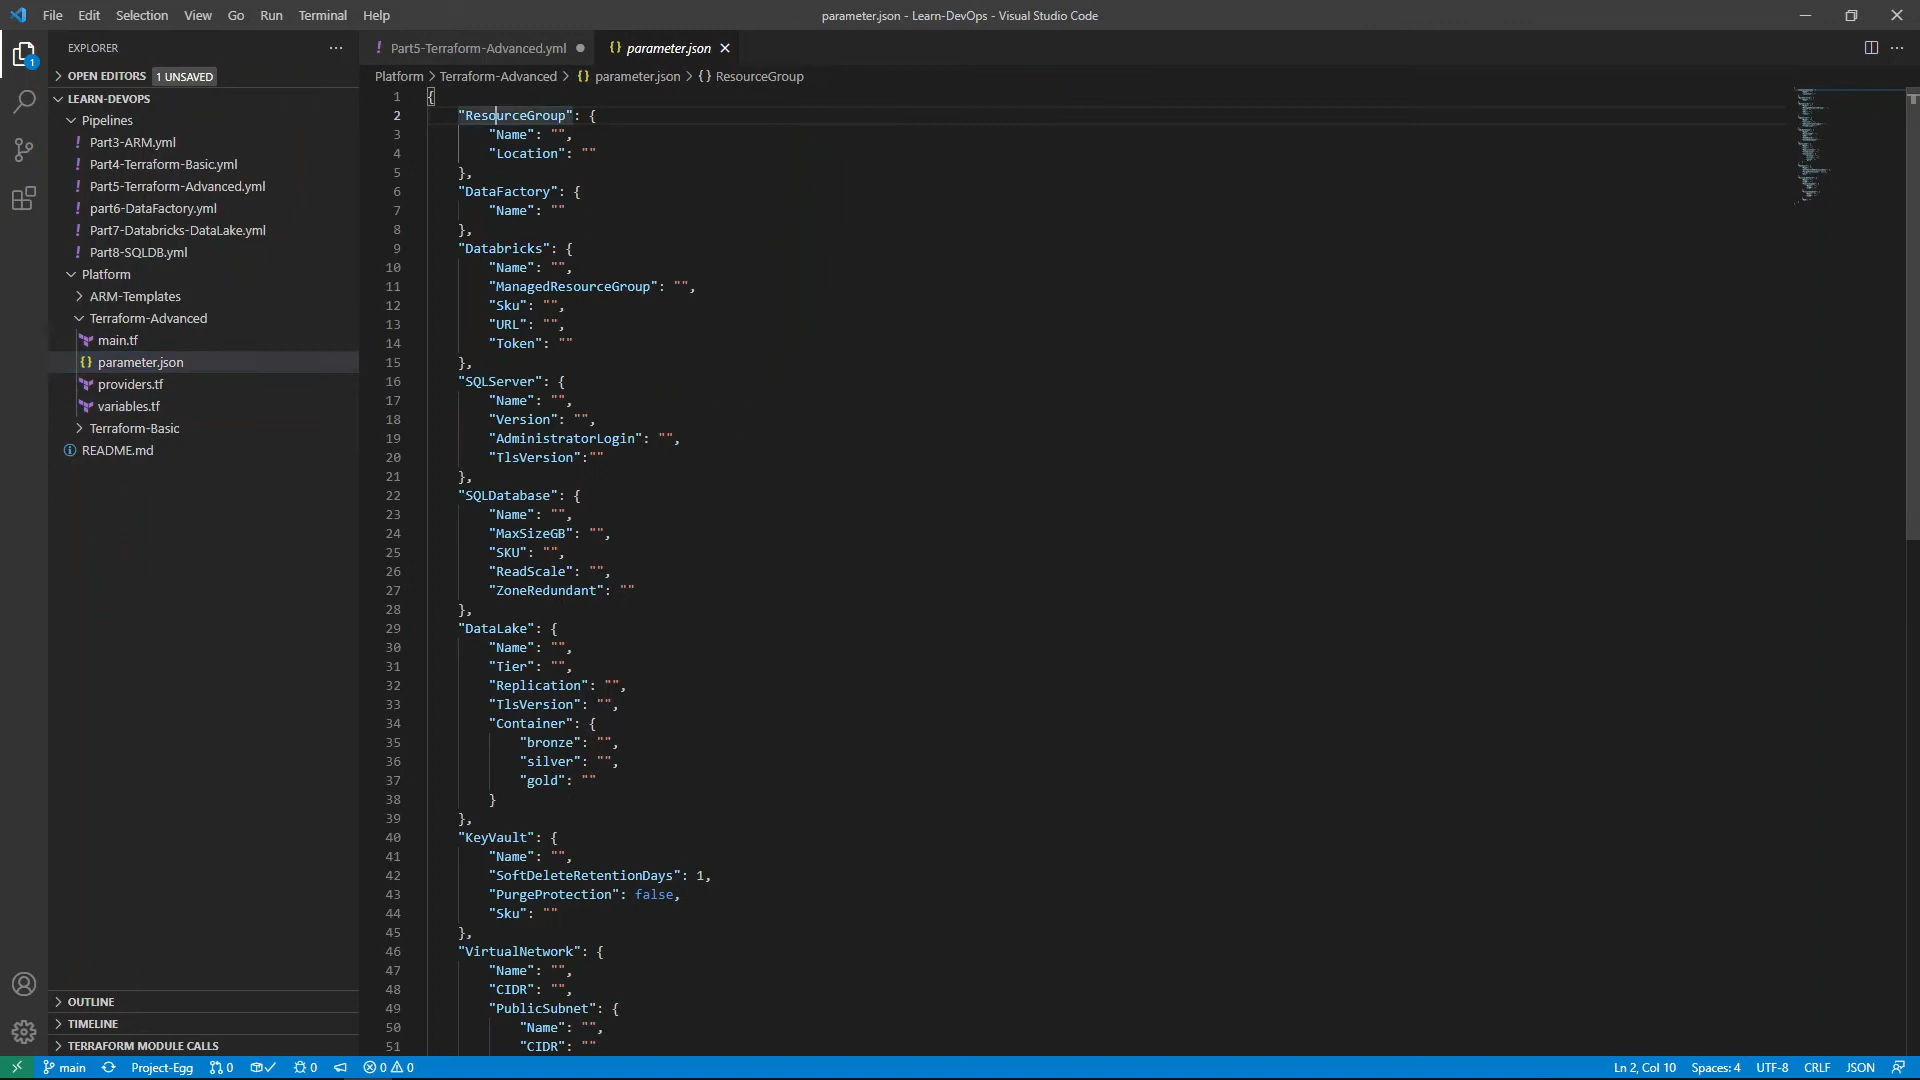 File Edit Selection View Go Run Terminal Help
parameter.json - Learn-DevOps - Visual Studio Code
EXPLORER
OPEN EDITORS 1 UNSAVED
LEARN-DEVOPS
Pipelines
! Part3-ARM.yml
! Part4-Terraform-Basic.yml
! Part5-Terraform-Advanced.yml
! part6-DataFactory.yml
! Part7-Databricks-DataLake.yml
! Part8-SQLDB.yml
Platform
ARM-Templates
Terraform-Advanced
main.tf
{} parameter.json
providers.tf
variables.tf
Terraform-Basic
README.md
OUTLINE
TIMELINE
TERRAFORM MODULE CALLS
! Part5-Terraform-Advanced.yml
{} parameter.json
Platform > Terraform-Advanced > {} parameter.json > {} ResourceGroup
1 {
2 "ResourceGroup": {
3 "Name": "",
4 "Location": ""
5 },
6 "DataFactory": {
7 "Name": ""
8 },
9 "Databricks": {
10 "Name": "",
11 "ManagedResourceGroup": "",
12 "Sku": "",
13 "URL": "",
14 "Token": ""
15 },
16 "SQLServer": {
17 "Name": "",
18 "Version": "",
19 "AdministratorLogin": "",
20 "TlsVersion":""
21 },
22 "SQLDatabase": {
23 "Name": "",
24 "MaxSizeGB": "",
25 "SKU": "",
26 "ReadScale": "",
27 "ZoneRedundant": ""
28 },
29 "DataLake": {
30 "Name": "",
31 "Tier": "",
32 "Replication": "",
33 "TlsVersion": "",
34 "Container": {
35 "bronze": "",
36 "silver": "",
37 "gold": ""
38 }
39 },
40 "KeyVault": {
41 "Name": "",
42 "SoftDeleteRetentionDays": 1,
43 "PurgeProtection": false,
44 "Sku": ""
45 },
46 "VirtualNetwork": {
47 "Name": "",
48 "CIDR": "",
49 "PublicSubnet": {
50 "Name": "",
51 "CIDR": ""
1
main Project-Egg 0 0 0 0 Ln 2, Col 10 Spaces: 4 UTF-8 CRLF JSON